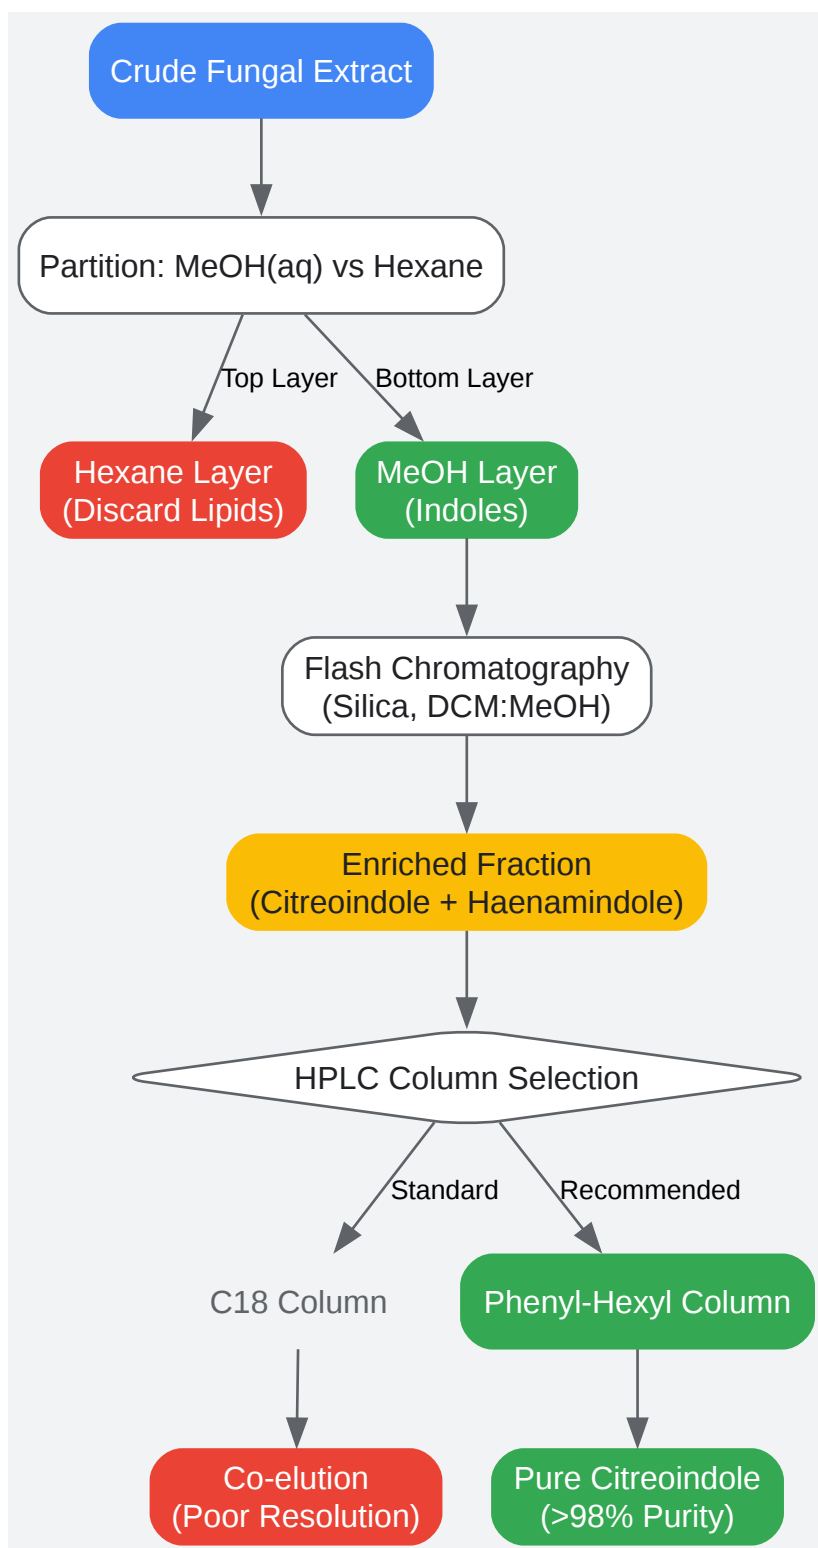 Crude Fungal Extract
Partition: MeOH(aq) vs Hexane
Top Layer
Bottom Layer
Hexane Layer
(Discard Lipids)
MeOH Layer
(Indoles)
Flash Chromatography
(Silica, DCM:MeOH)
Enriched Fraction
(Citreoindole + Haenamindole)
HPLC Column Selection
Standard
Recommended
C18 Column
Phenyl-Hexyl Column
Co-elution
(Poor Resolution)
Pure Citreoindole
(>98% Purity)